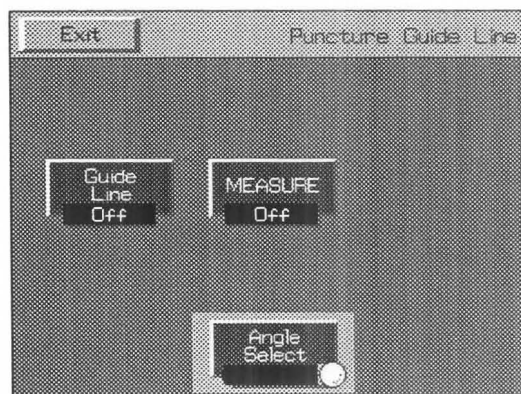 Exit
Puncture Guide Line
Guide
Line
Off
MEASURE
Off
Angle
Select